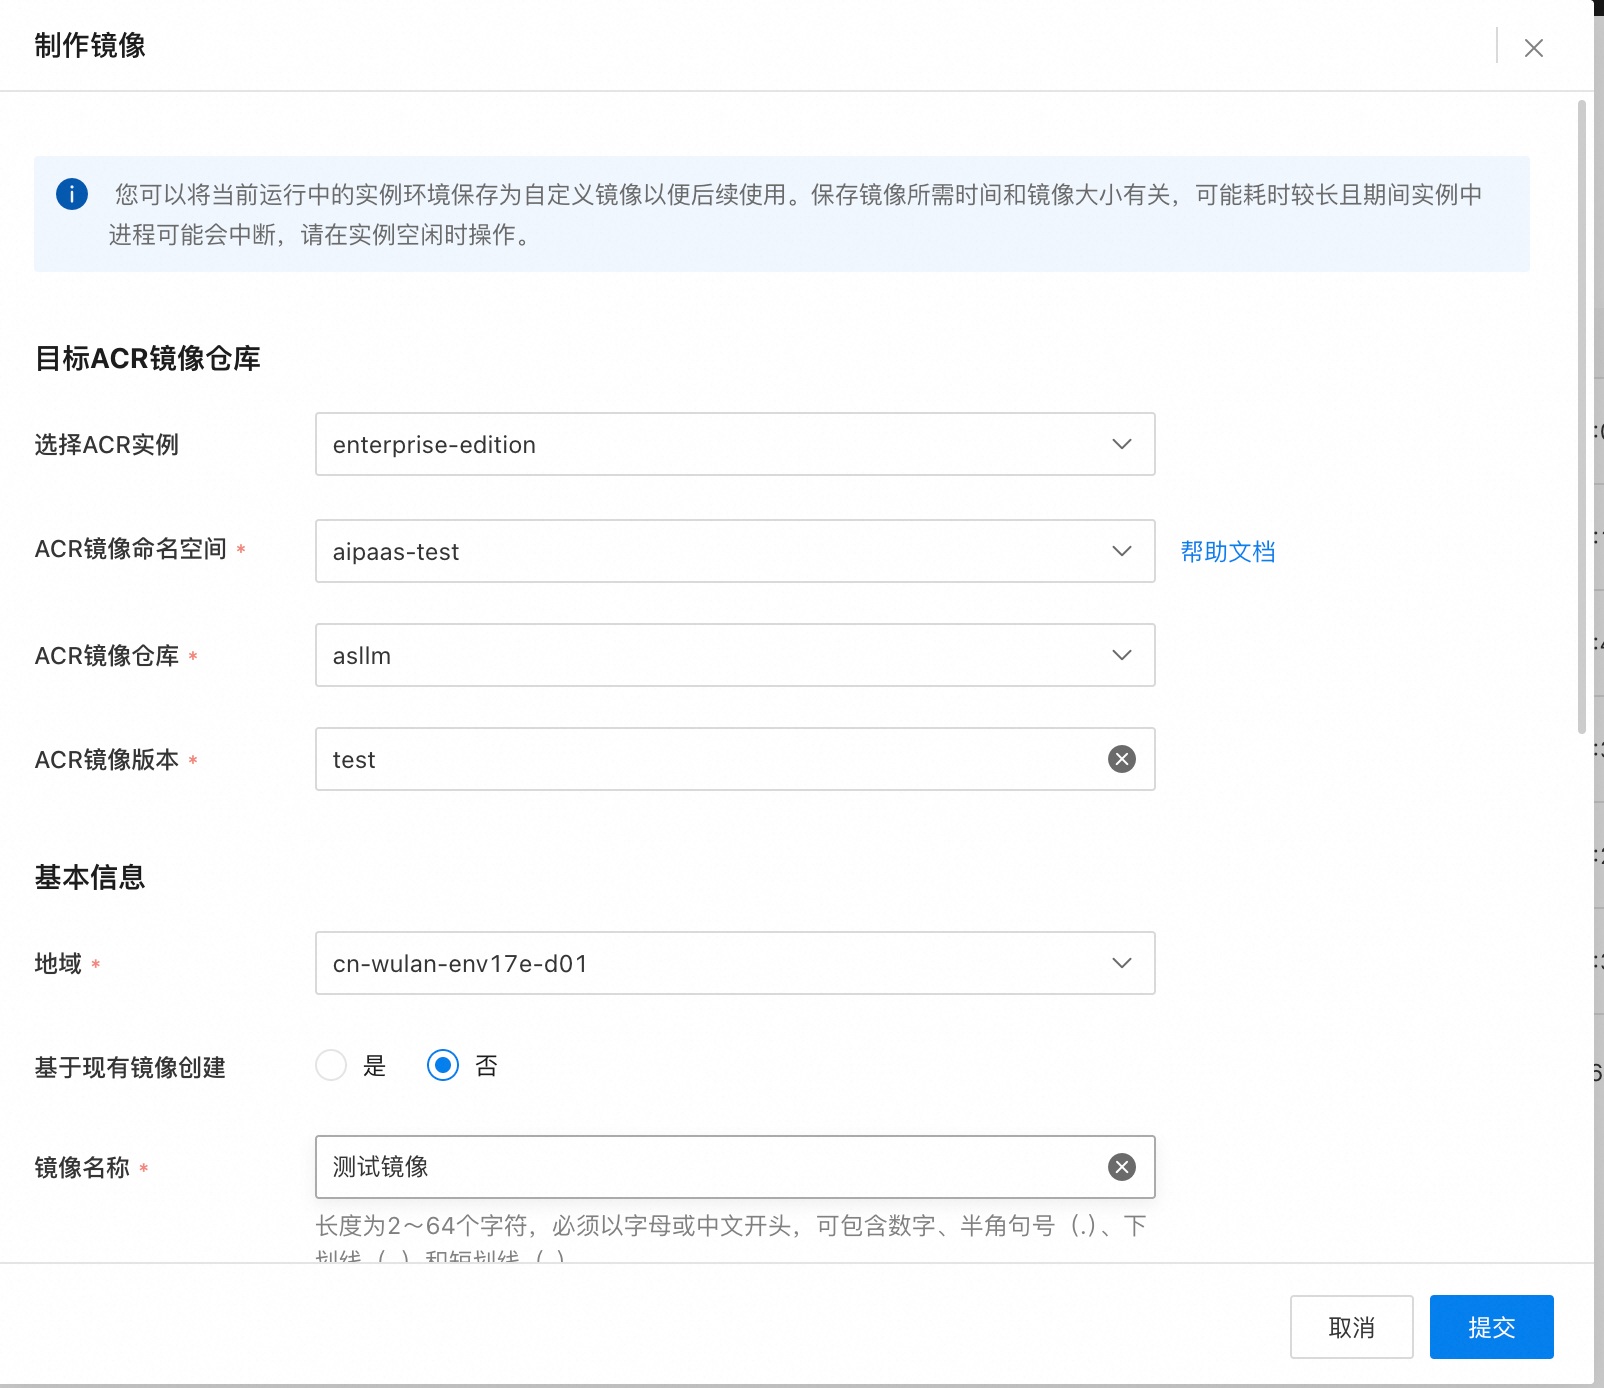 制作镜像
您可以将当前运行中的实例环境保存为自定义镜像以便后续使用。保存镜像所需时间和镜像大小有关，可能耗时较长且期间实例中
进程可能会中断，请在实例空闲时操作。
目标ACR镜像仓库
选择ACR实例 enterprise-edition
ACR镜像命名空间 * aipaas-test 帮助文档
ACR镜像仓库 * asllm
ACR镜像版本 * test
基本信息
地域 * cn-wulan-env17e-d01
基于现有镜像创建 是 否
镜像名称 * 测试镜像
长度为2～64个字符，必须以字母或中文开头，可包含数字、半角句号（.）、下
划线（_）和短划线（
取消 提交